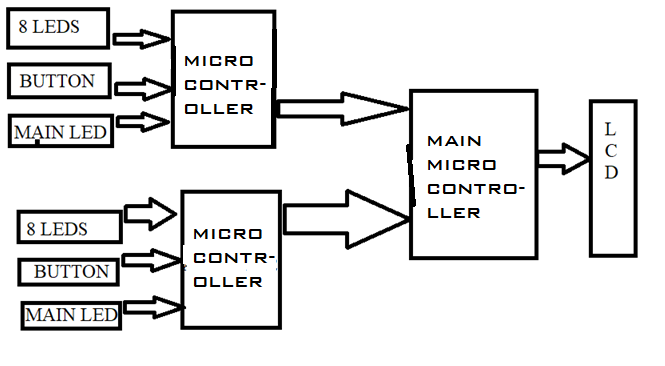 8 LEDS
BUTTON
MAIN LED
MICRO
CONTR-
OLLER
8 LEDS
BUTTON
MAIN LED
MICRO
CONTR-
OLLER
MAIN
MICRO
CONTRO-
LLER
L
C
D